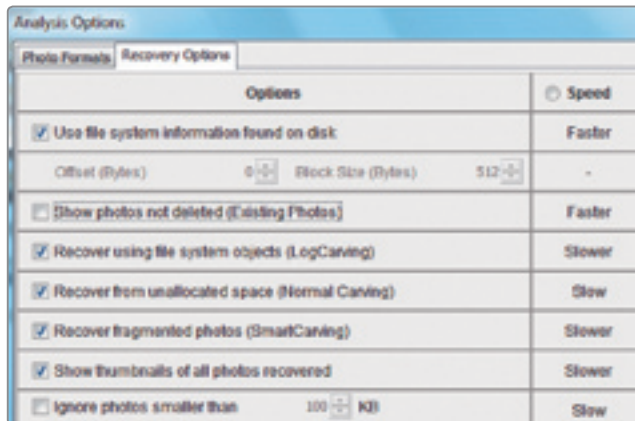 Analysis Options
Photo Formats Recovery Options
Options Speed
Use file system information found on disk Faster
Offset (Bytes) 0 Block Size (Bytes) 512 -
Show photos not deleted (Existing Photos) Faster
Recover using file system objects (LogCarving) Slower
Recover from unallocated space (Normal Carving) Slow
Recover fragmented photos (SmartCarving) Slower
Show thumbnails of all photos recovered Slower
Ignore photos smaller than 100 KB Slow